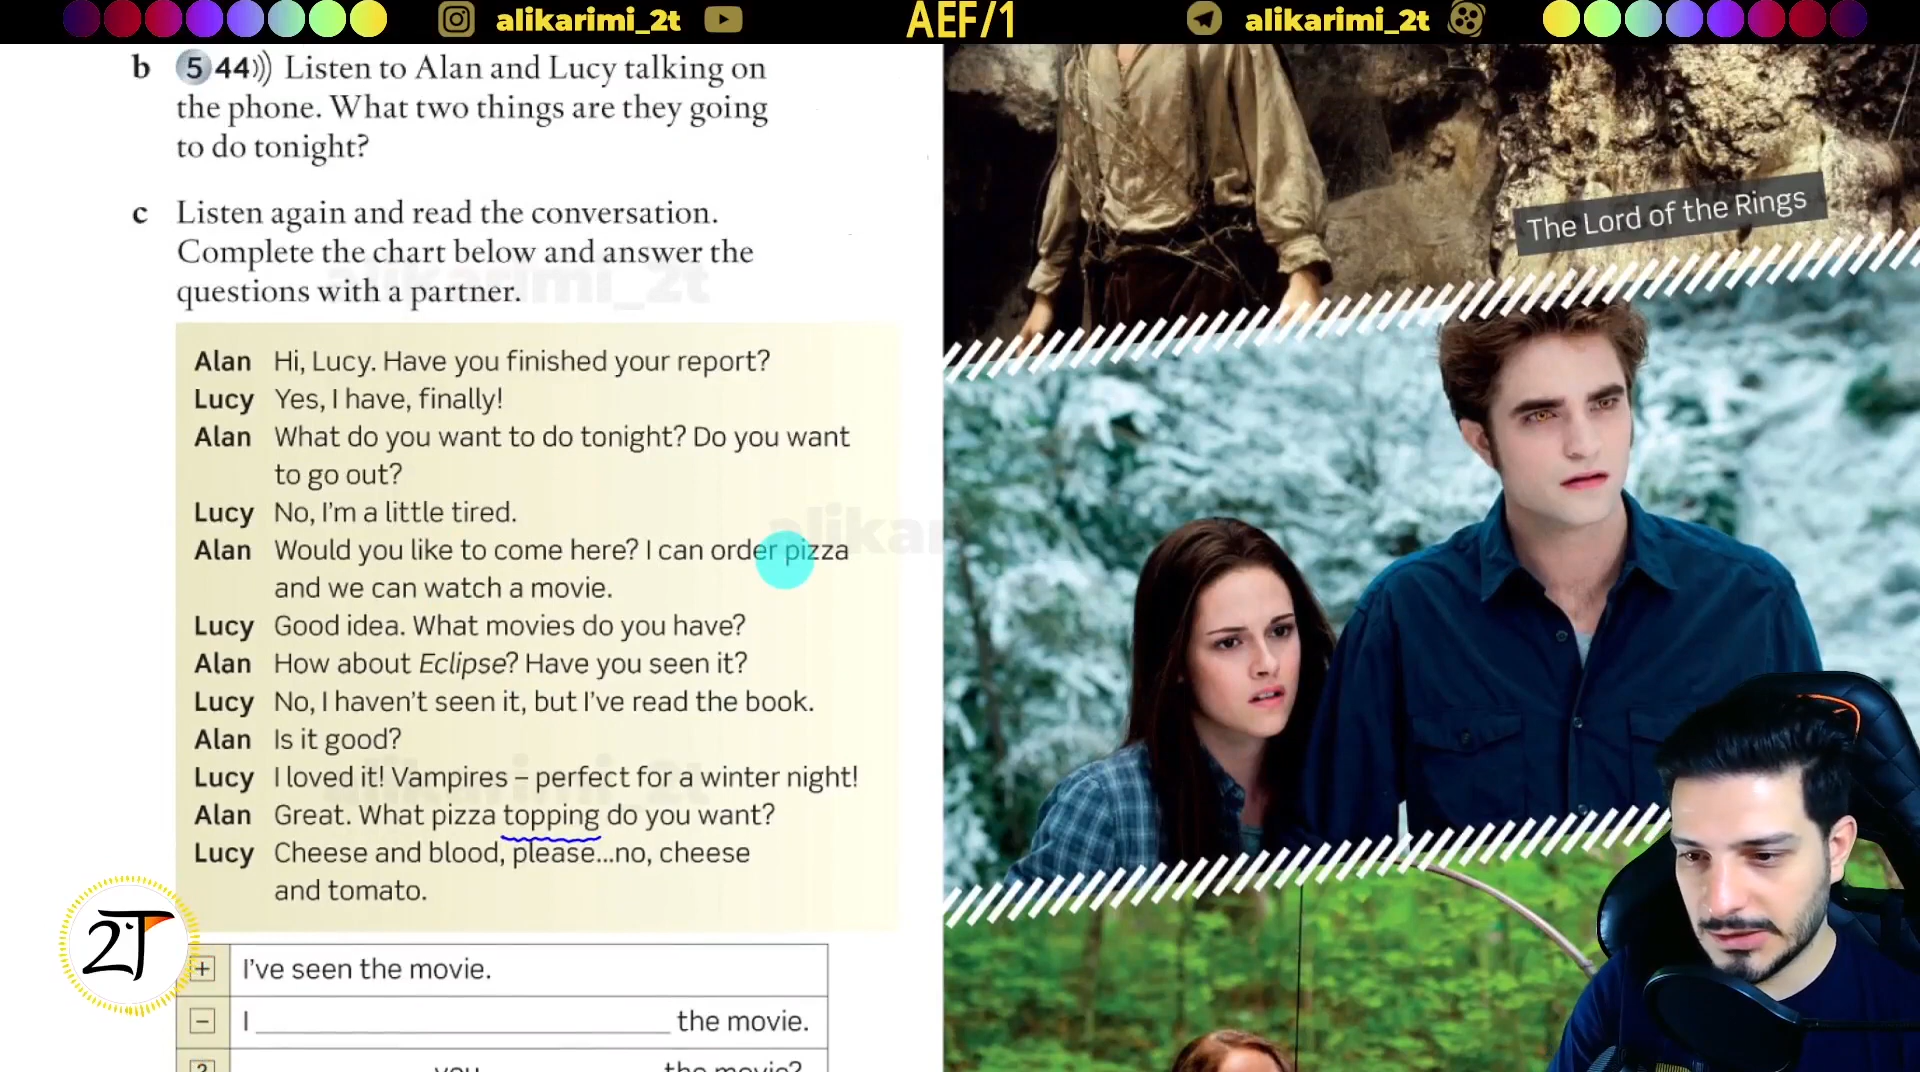 alikarimi_2t
AEF/1
alikarimi_2t
b 5 44 Listen to Alan and Lucy talking on
the phone. What two things are they going
to do tonight?
c Listen again and read the conversation.
Complete the chart below and answer the
questions with a partner.
alikarimi_2t
Alan Hi, Lucy. Have you finished your report?
Lucy Yes, I have, finally!
Alan What do you want to do tonight? Do you want
to go out?
Lucy No, I'm a little tired.
Alan Would you like to come here? I can order pizza
and we can watch a movie.
Lucy Good idea. What movies do you have?
Alan How about Eclipse? Have you seen it?
Lucy No, I haven't seen it, but I've read the book.
Alan Is it good?
Lucy I loved it! Vampires – perfect for a winter night!
Alan Great. What pizza topping do you want?
Lucy Cheese and blood, please...no, cheese
and tomato.
+ I've seen the movie.
– I ____________________ the movie.
? you the movie?
The Lord of the Rings
2T